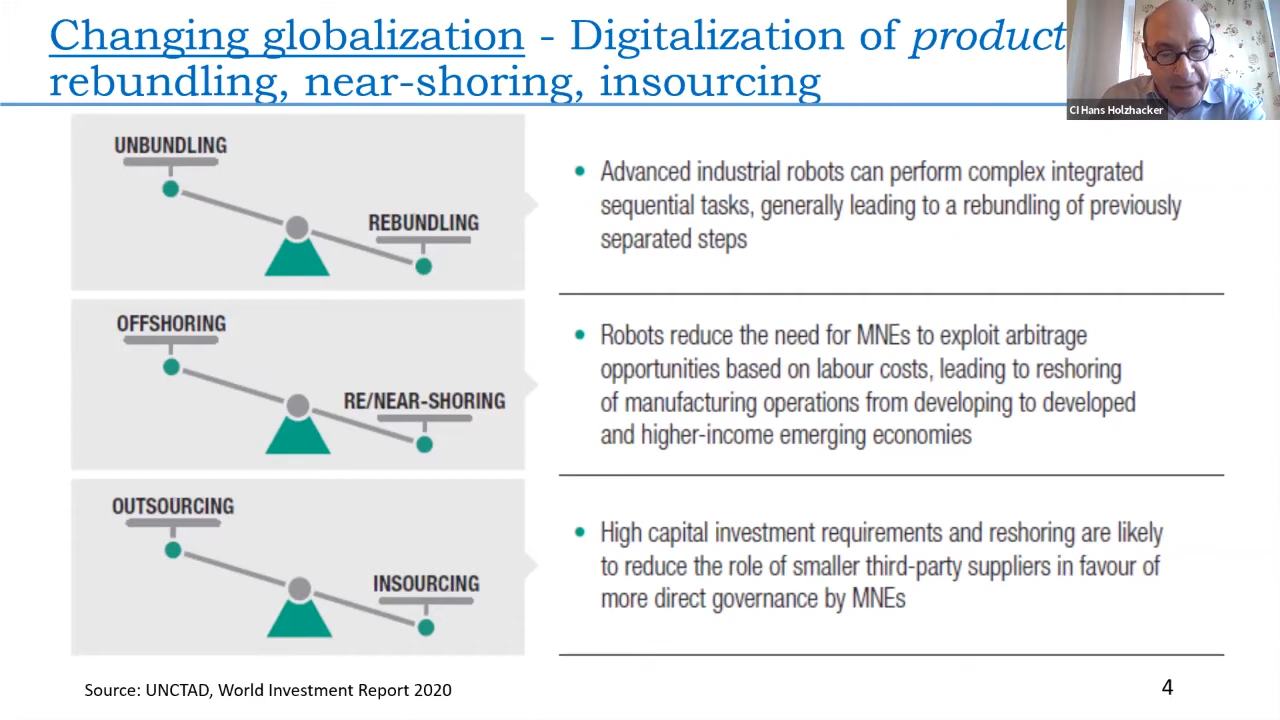 Changing globalization - Digitalization of product
rebundling, near-shoring, insourcing
CI Hans Holzhacker
UNBUNDLING
REBUNDLING
• Advanced industrial robots can perform complex integrated
sequential tasks, generally leading to a rebundling of previously
separated steps
OFFSHORING
RE/NEAR-SHORING
• Robots reduce the need for MNEs to exploit arbitrage
opportunities based on labour costs, leading to reshoring
of manufacturing operations from developing to developed
and higher-income emerging economies
OUTSOURCING
INSOURCING
• High capital investment requirements and reshoring are likely
to reduce the role of smaller third-party suppliers in favour of
more direct governance by MNEs
Source: UNCTAD, World Investment Report 2020
4